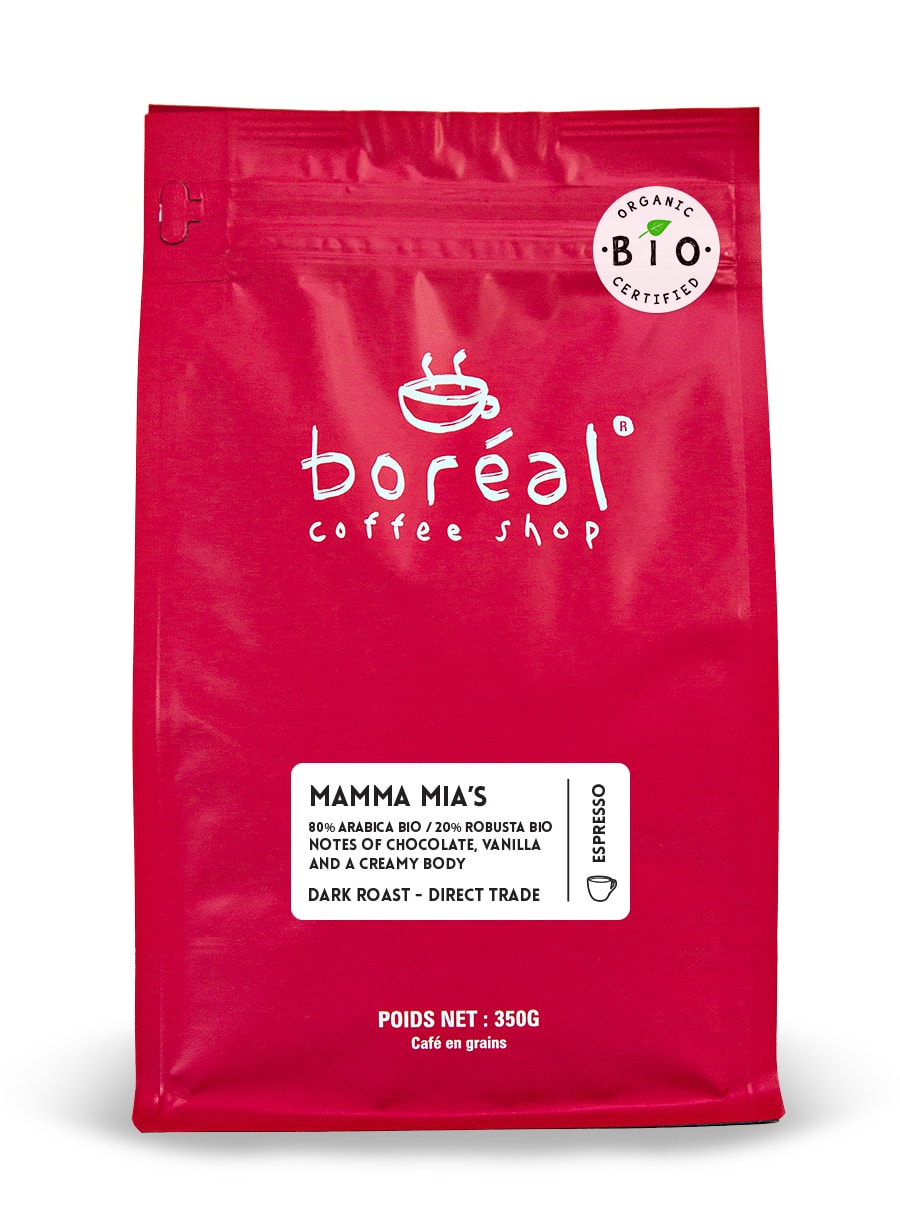 ORGANIC
BIO
CERTIFIED
boréal®
coffee shop
MAMMA MIA'S
80% ARABICA BIO / 20% ROBUSTA BIO
NOTES OF CHOCOLATE, VANILLA
AND A CREAMY BODY
DARK ROAST - DIRECT TRADE
ESPRESSO
POIDS NET : 350G
Café en grains